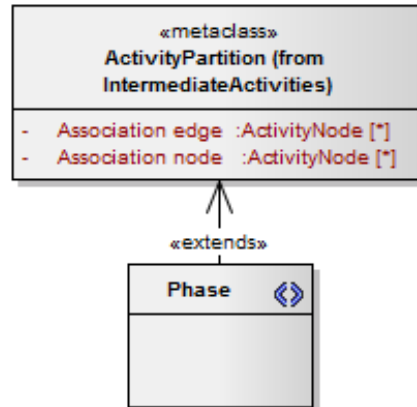 «metaclass»
ActivityPartition (from
IntermediateActivities)
- Association edge :ActivityNode [*]
- Association node :ActivityNode [*]
«extends»
Phase